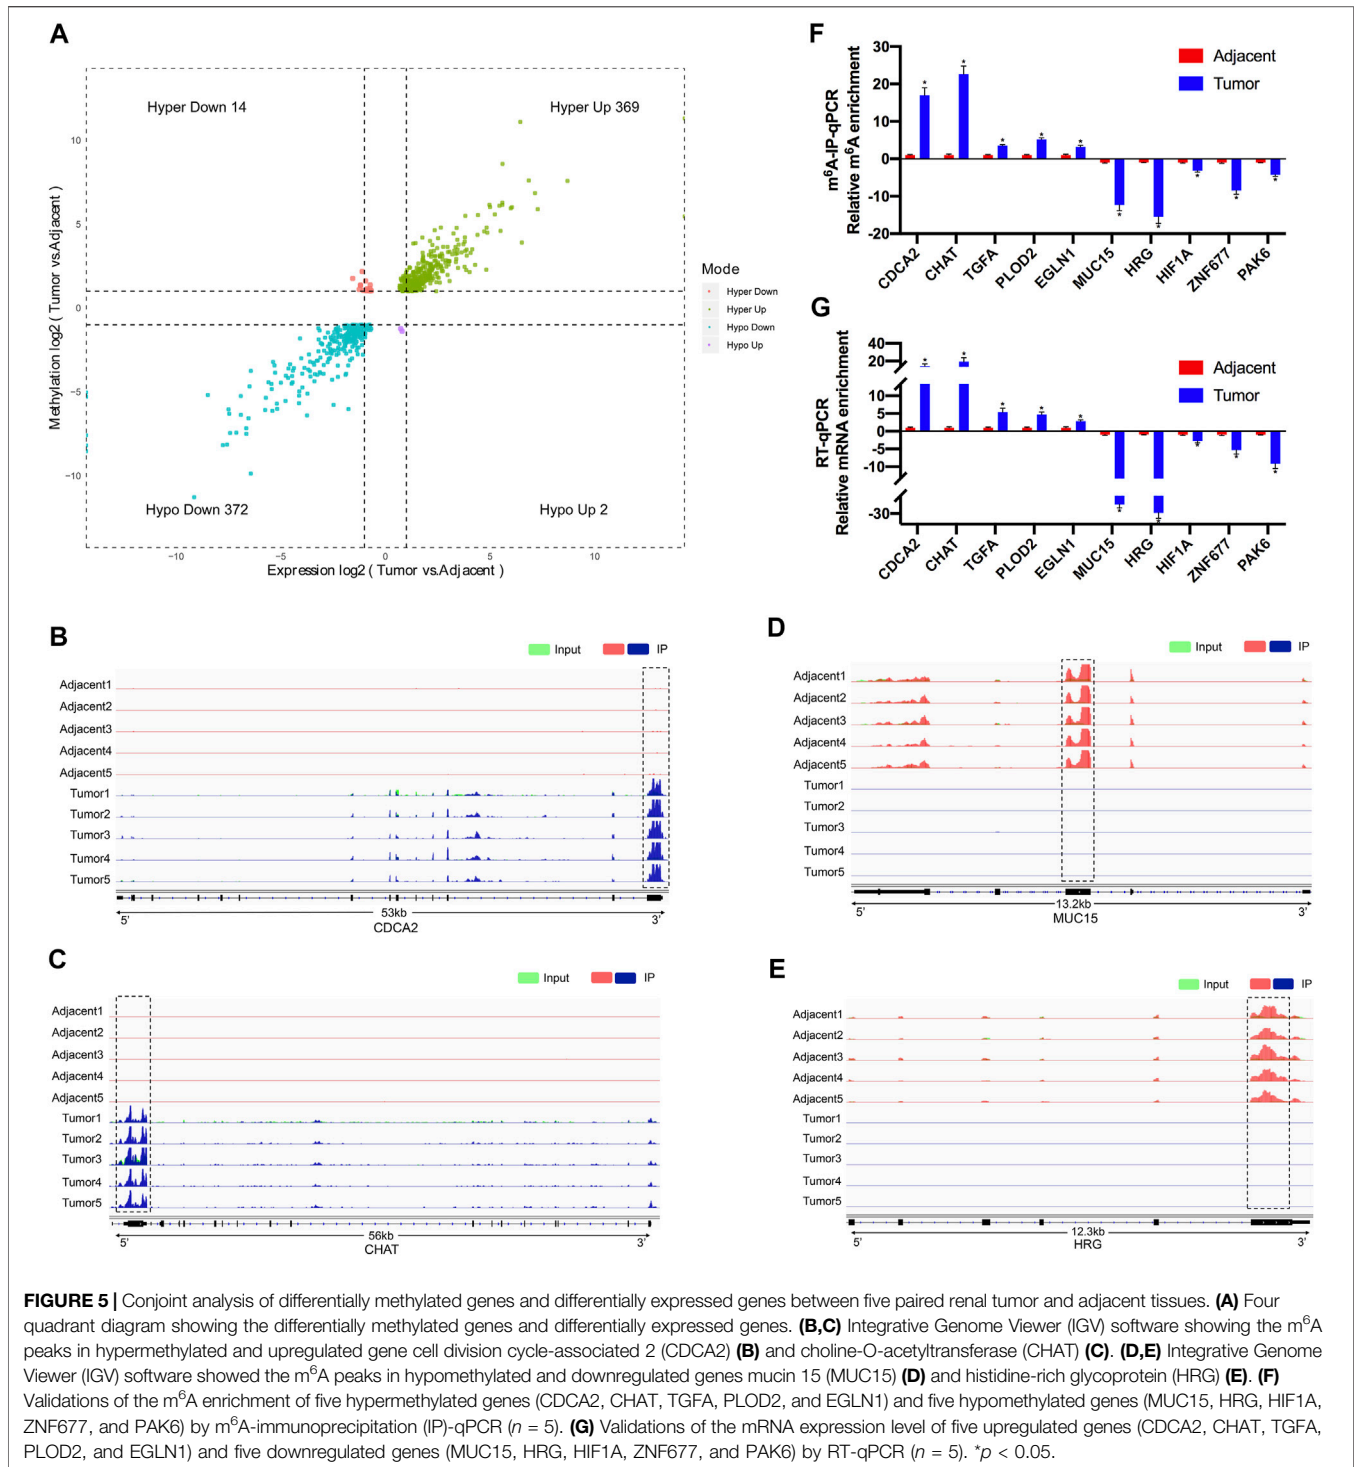 A
Hyper Down 14
Hyper Up 369
Hypo Down 372
Hypo Up 2
10
5
0
−5
−10
−10
−5
0
5
10
Methylation log2 ( Tumor vs.Adjacent )
Expression log2 ( Tumor vs.Adjacent )
Mode
Hyper Down
Hyper Up
Hypo Down
Hypo Up
F
Adjacent
Tumor
m6A-IP-qPCR
Relative m6A enrichment
30
20
10
0
-10
-20
* * * * * * * * * *
CDCA2 CHAT TGFA PLOD2 EGLN1 MUC15 HRG HIF1A ZNF677 PAK6
G
Adjacent
Tumor
RT-qPCR
Relative mRNA enrichment
40
20
10
5
0
-5
-10
-30
* * * * * * * * * *
CDCA2 CHAT TGFA PLOD2 EGLN1 MUC15 HRG HIF1A ZNF677 PAK6
B
Input IP
Adjacent1
Adjacent2
Adjacent3
Adjacent4
Adjacent5
Tumor1
Tumor2
Tumor3
Tumor4
Tumor5
5' 53kb 3'
CDCA2
D
Input IP
Adjacent1
Adjacent2
Adjacent3
Adjacent4
Adjacent5
Tumor1
Tumor2
Tumor3
Tumor4
Tumor5
5' 13.2kb 3'
MUC15
C
Input IP
Adjacent1
Adjacent2
Adjacent3
Adjacent4
Adjacent5
Tumor1
Tumor2
Tumor3
Tumor4
Tumor5
5' 56kb 3'
CHAT
E
Input IP
Adjacent1
Adjacent2
Adjacent3
Adjacent4
Adjacent5
Tumor1
Tumor2
Tumor3
Tumor4
Tumor5
5' 12.3kb 3'
HRG
FIGURE 5 | Conjoint analysis of differentially methylated genes and differentially expressed genes between five paired renal tumor and adjacent tissues. (A) Four
quadrant diagram showing the differentially methylated genes and differentially expressed genes. (B,C) Integrative Genome Viewer (IGV) software showing the m6A
peaks in hypermethylated and upregulated gene cell division cycle-associated 2 (CDCA2) (B) and choline-O-acetyltransferase (CHAT) (C). (D,E) Integrative Genome
Viewer (IGV) software showed the m6A peaks in hypomethylated and downregulated genes mucin 15 (MUC15) (D) and histidine-rich glycoprotein (HRG) (E). (F)
Validations of the m6A enrichment of five hypermethylated genes (CDCA2, CHAT, TGFA, PLOD2, and EGLN1) and five hypomethylated genes (MUC15, HRG, HIF1A,
ZNF677, and PAK6) by m6A-immunoprecipitation (IP)-qPCR (n = 5). (G) Validations of the mRNA expression level of five upregulated genes (CDCA2, CHAT, TGFA,
PLOD2, and EGLN1) and five downregulated genes (MUC15, HRG, HIF1A, ZNF677, and PAK6) by RT-qPCR (n = 5). *p < 0.05.